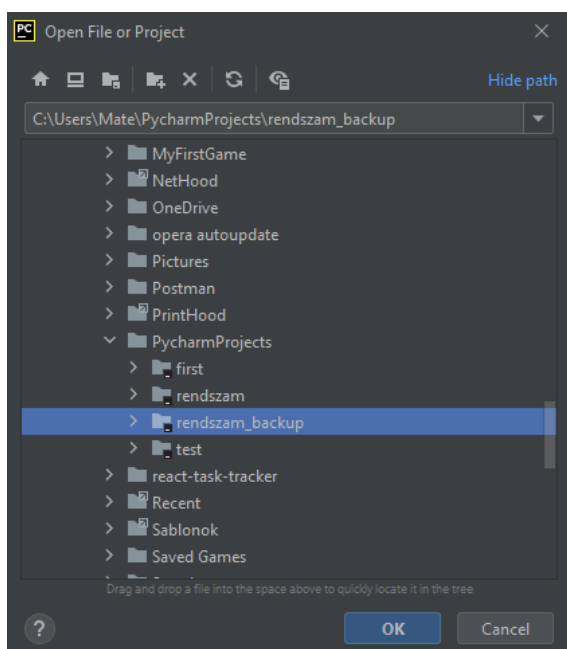 PC Open File or Project
Hide path
C:\Users\Mate\PycharmProjects\rendszam_backup
MyFirstGame
NetHood
OneDrive
opera autoupdate
Pictures
Postman
PrintHood
PycharmProjects
first
rendszam
rendszam_backup
test
react-task-tracker
Recent
Sablonok
Saved Games
Drag and drop a file into the space above to quickly locate it in the tree
? OK Cancel